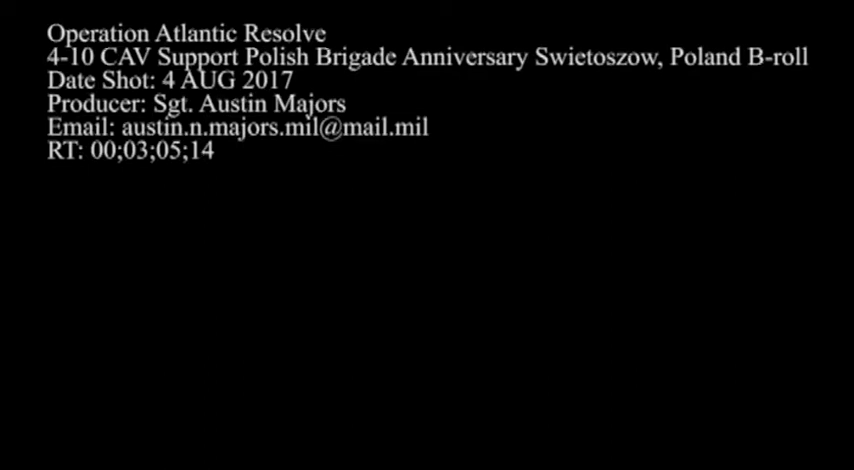 Operation Atlantic Resolve
4-10 CAV Support Polish Brigade Anniversary Swietoszow, Poland B-roll
Date Shot: 4 AUG 2017
Producer: Sgt. Austin Majors
Email: austin.n.majors.mil@mail.mil
RT: 00;03;05;14